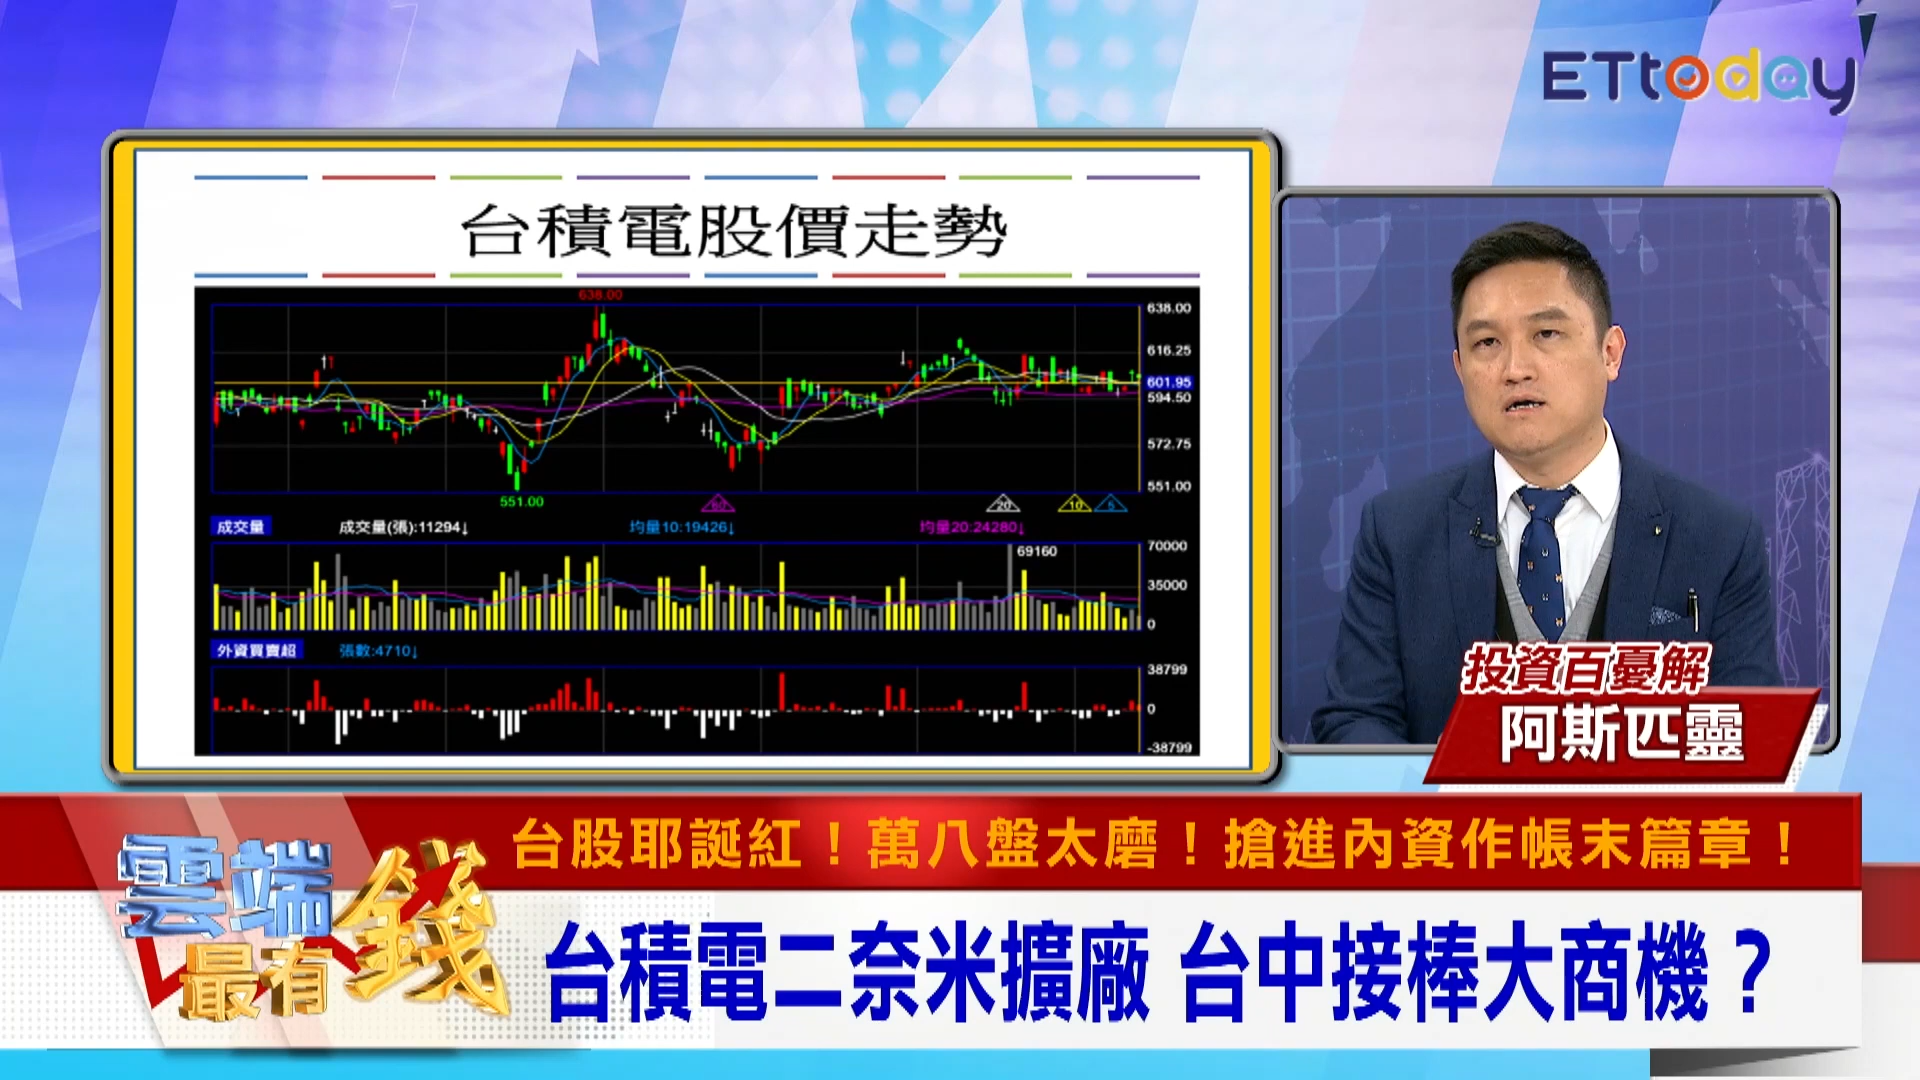 ETtoday
台積電股價走勢
638.00
638.00
616.25
601.95
594.50
572.75
551.00
551.00
60
20
10
5
成交量
成交量(張):11294↓
均量10:19426↓
均量20:24280↓
70000
69160
35000
0
外資買賣超
張數:4710↓
38799
0
-38799
投資百憂解
阿斯匹靈
台股耶誕紅！萬八盤太磨！搶進內資作帳末篇章！
雲端最有錢
台積電二奈米擴廠 台中接棒大商機？